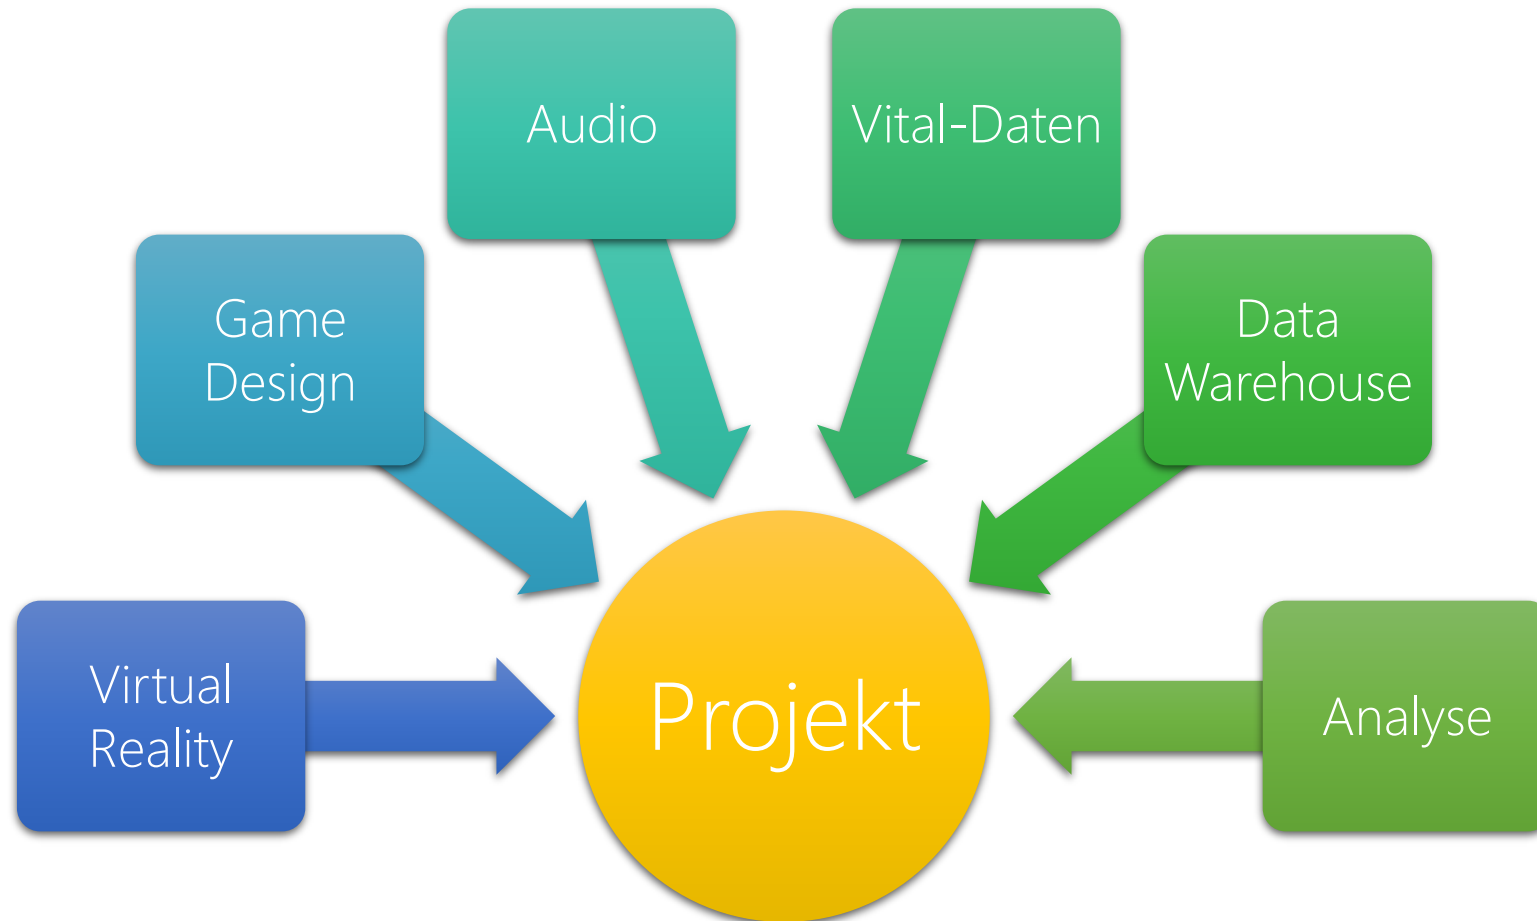 Audio
Vital-Daten
Game
Design
Data
Warehouse
Virtual
Reality
Projekt
Analyse